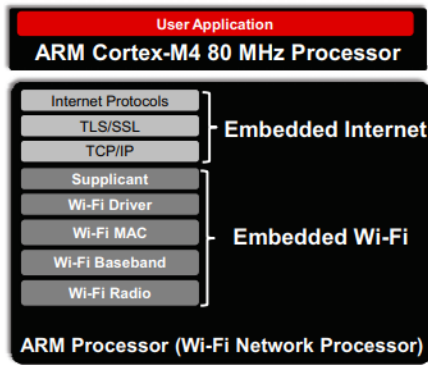 User Application
ARM Cortex-M4 80 MHz Processor
Internet Protocols
TLS/SSL
TCP/IP
Embedded Internet
Supplicant
Wi-Fi Driver
Wi-Fi MAC
Wi-Fi Baseband
Wi-Fi Radio
Embedded Wi-Fi
ARM Processor (Wi-Fi Network Processor)